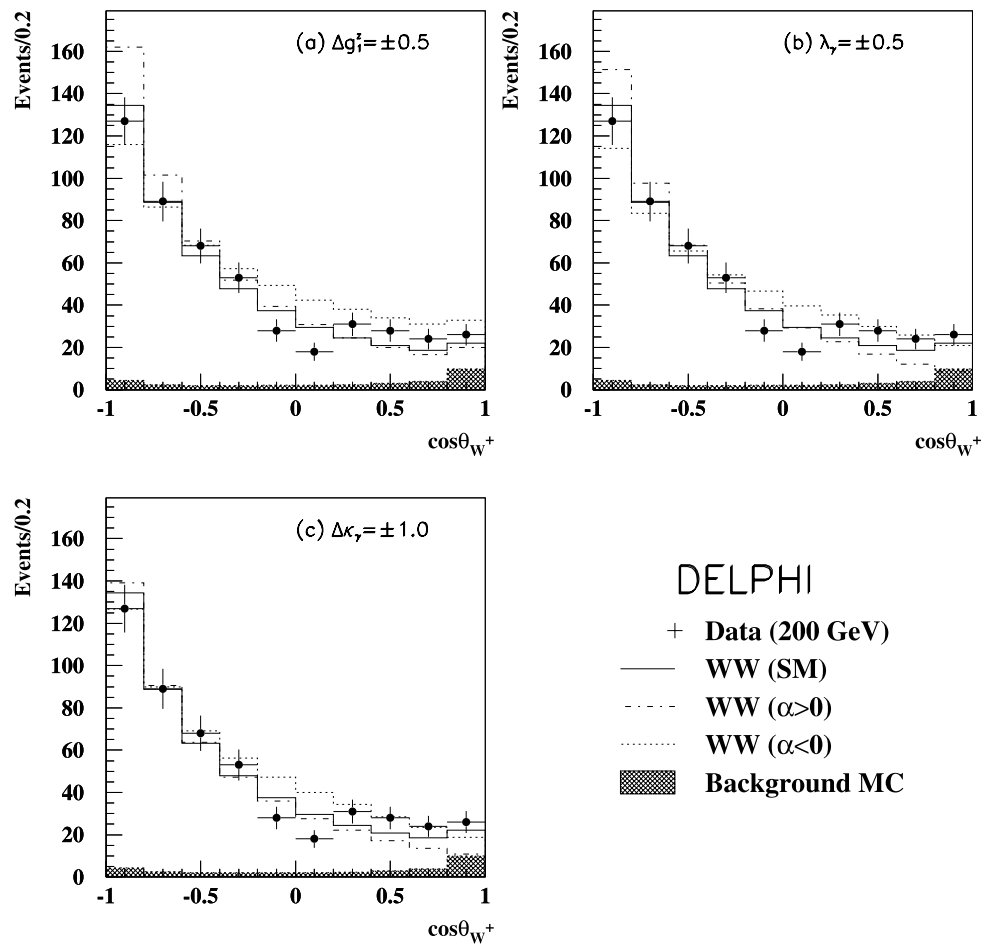 Events/0.2
(a) Δg₁ᶻ=±0.5
160
140
120
100
80
60
40
20
0
-1 -0.5 0 0.5 1
cosθ_W⁺
Events/0.2
(b) λ_γ=±0.5
160
140
120
100
80
60
40
20
0
-1 -0.5 0 0.5 1
cosθ_W⁺
Events/0.2
(c) Δκ_γ=±1.0
160
140
120
100
80
60
40
20
0
-1 -0.5 0 0.5 1
cosθ_W⁺
DELPHI
Data (200 GeV)
WW (SM)
WW (α>0)
WW (α<0)
Background MC